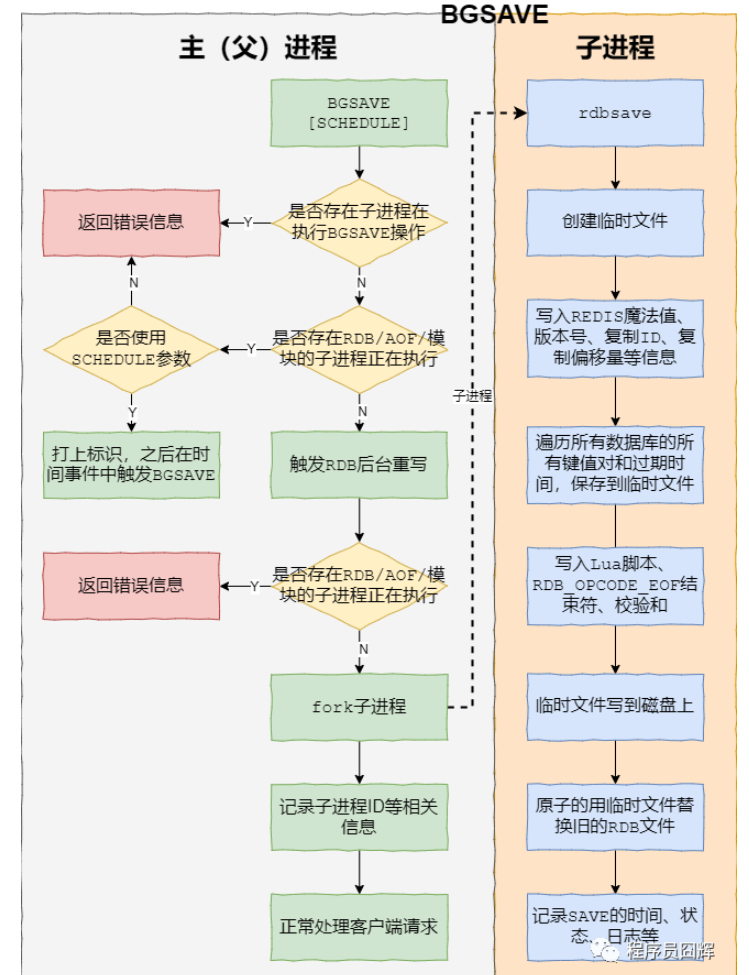 BGSAVE
主（父）进程
子进程
BGSAVE
[SCHEDULE]
rdbsave
是否存在子进程在
执行BGSAVE操作
Y
返回错误信息
创建临时文件
N
N
写入REDIS魔法值、
版本号、复制ID、复
制偏移量等信息
是否使用
SCHEDULE参数
Y
是否存在RDB/AOF/模
块的子进程正在执行
子进程
Y
N
打上标识，之后在时
间事件中触发BGSAVE
触发RDB后台重写
遍历所有数据库的所
有键值对和过期时
间，保存到临时文件
返回错误信息
Y
是否存在RDB/AOF/模
块的子进程正在执行
写入Lua脚本、
RDB_OPCODE_EOF结
束符、校验和
N
fork子进程
临时文件写到磁盘上
记录子进程ID等相关
信息
原子的用临时文件替
换旧的RDB文件
正常处理客户端请求
记录SAVE的时间、状
态、日志等
程序员囧辉